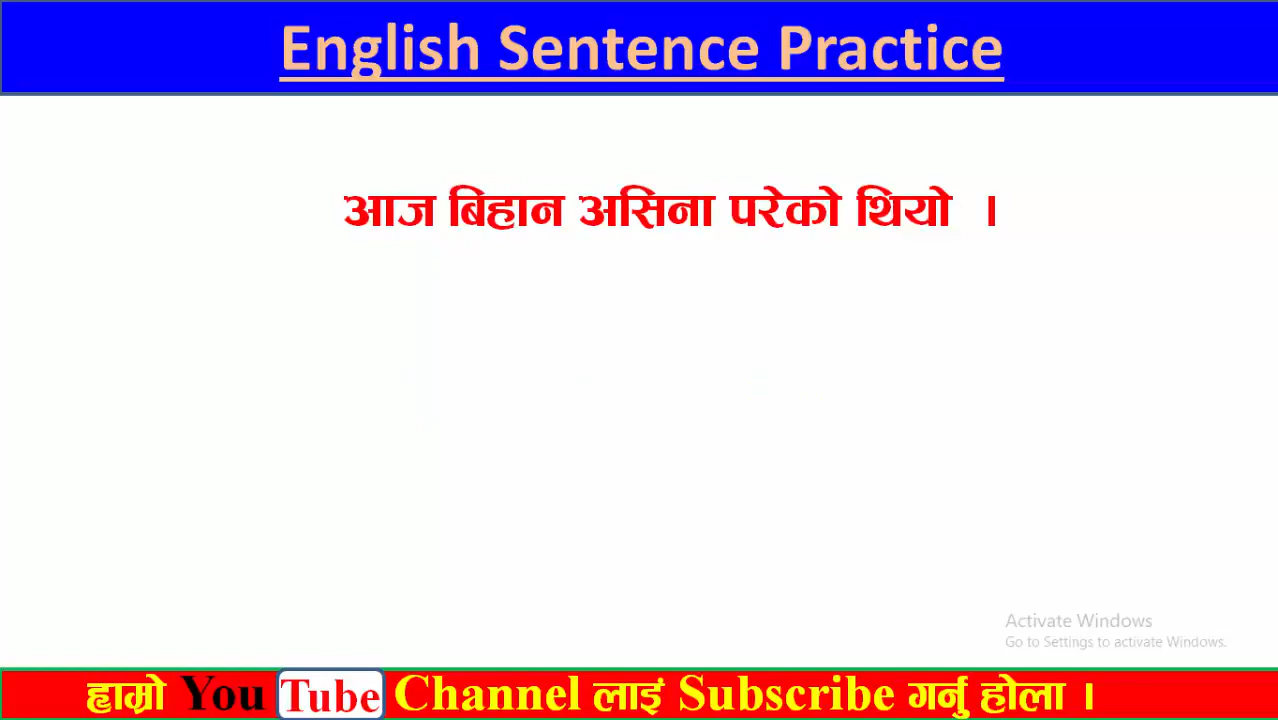 English Sentence Practice
आज बिहान असिना परेको थियो ।
Activate Windows
Go to Settings to activate Windows.
हाम्रो You Tube Channel लाइं Subscribe गर्नु होला ।